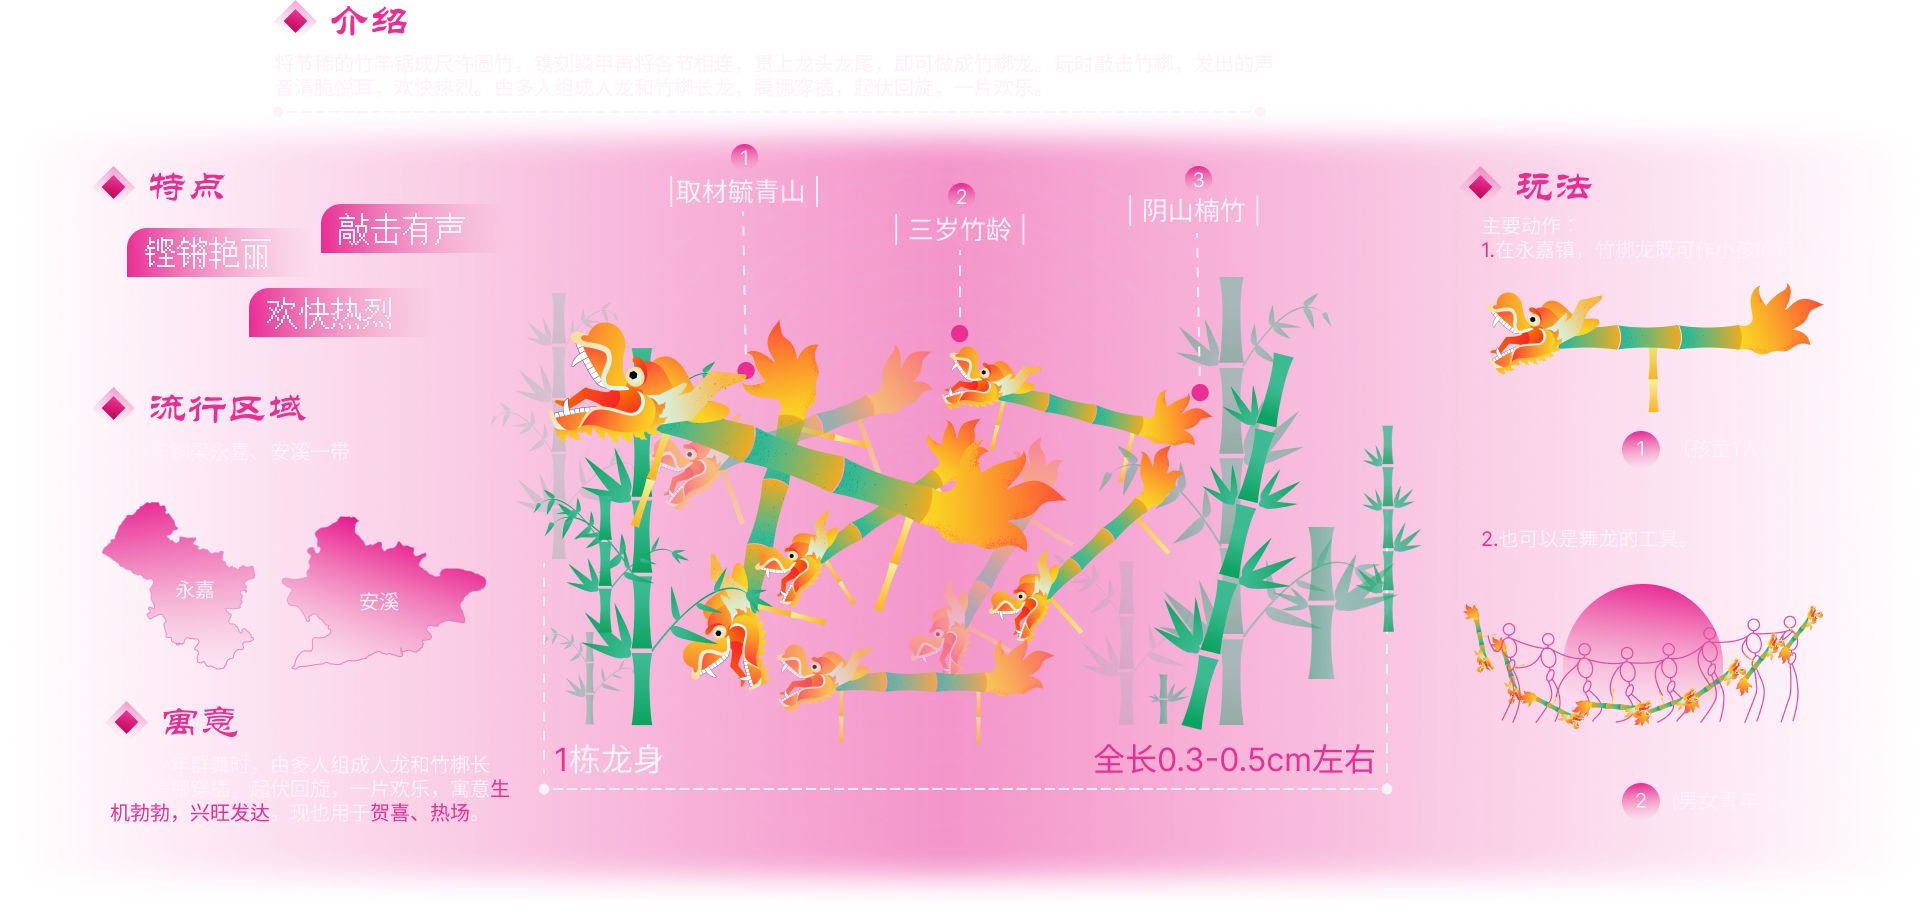 介绍
将节稀的竹竿锯成尺许圆竹，镌刻鳞甲再将各节相连，贯上龙头龙尾，即可做成竹梆龙。玩时敲击竹梆，发出的声
音清脆悦耳，欢快热烈。由多人组成人龙和竹梆长龙，腾挪穿插，起伏回旋，一片欢乐。
特点
敲击有声
铿锵艳丽
欢快热烈
流行区域
永嘉、安溪一带
永嘉
安溪
寓意
群舞时，由多人组成人龙和竹梆长
穿插，起伏回旋，一片欢乐，寓意生
机勃勃，兴旺发达。现也用于贺喜、热场。
1
取材毓青山
2
三岁竹龄
3
阴山楠竹
1栋龙身
全长0.3-0.5cm左右
玩法
主要动作：
1.在永嘉镇，竹梆龙既可作小
1
（孩童1人
2.也可以是舞龙的工具。
2
(男女青年